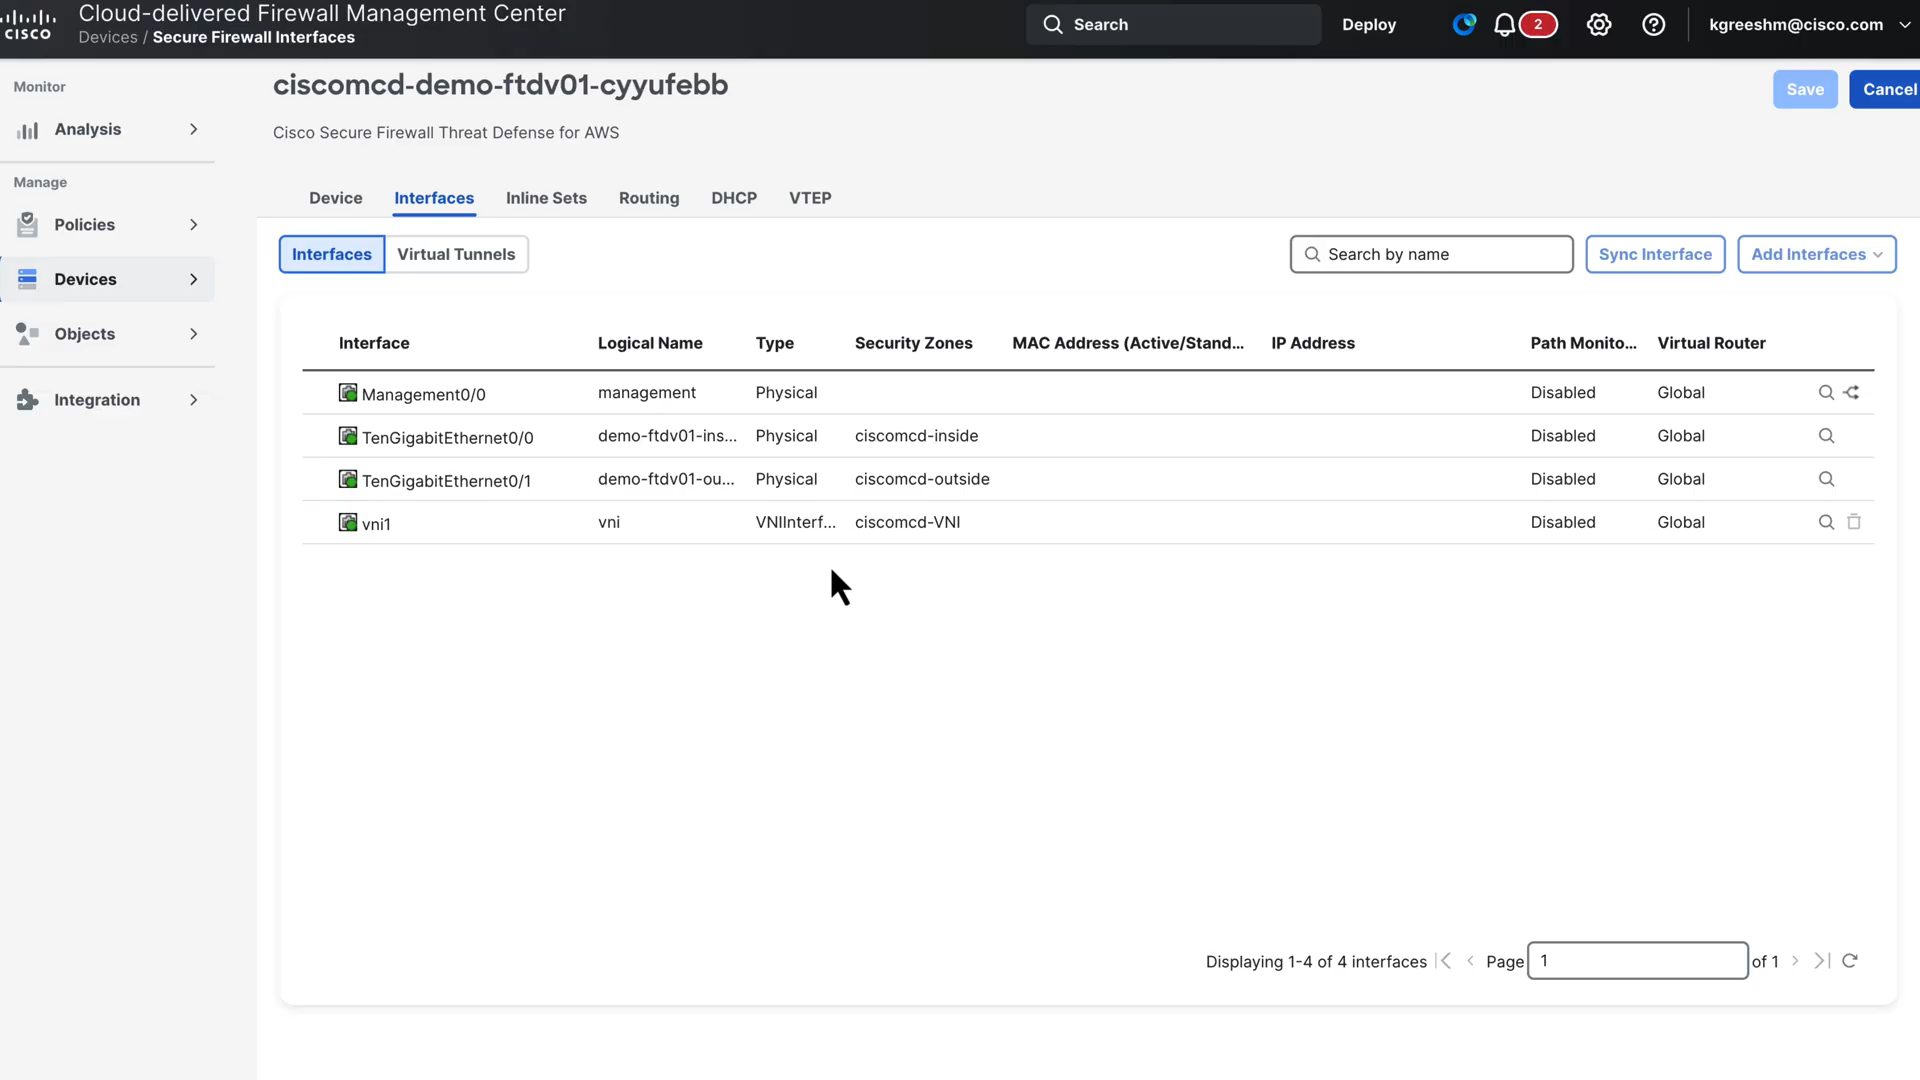 CISCO
Cloud-delivered Firewall Management Center
Devices / Secure Firewall Interfaces
Search
Deploy
2
kgreeshm@cisco.com
Monitor
Analysis
Manage
Policies
Devices
Objects
Integration
ciscomcd-demo-ftdv01-cyyufebb
Save
Cancel
Cisco Secure Firewall Threat Defense for AWS
Device Interfaces Inline Sets Routing DHCP VTEP
Interfaces Virtual Tunnels
Search by name
Sync Interface
Add Interfaces
Interface Logical Name Type Security Zones MAC Address (Active/Stand... IP Address Path Monito... Virtual Router
Management0/0 management Physical Disabled Global
TenGigabitEthernet0/0 demo-ftdv01-ins... Physical ciscomcd-inside Disabled Global
TenGigabitEthernet0/1 demo-ftdv01-ou... Physical ciscomcd-outside Disabled Global
vni1 vni VNIInterf... ciscomcd-VNI Disabled Global
Displaying 1-4 of 4 interfaces Page 1 of 1